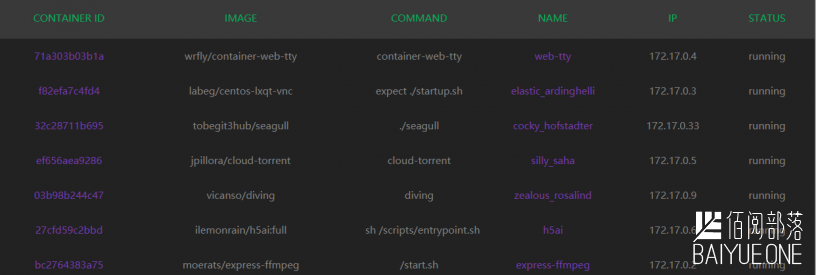 CONTAINER ID IMAGE COMMAND NAME IP STATUS
71a303b03b1a wrfly/container-web-tty container-web-tty web-tty 172.17.0.4 running
f82efa7c4fd4 labeg/centos-lxqt-vnc expect ./startup.sh elastic_ardinghelli 172.17.0.3 running
32c28711b695 tobegit3hub/seagull ./seagull cocky_hofstadter 172.17.0.33 running
ef656aea9286 jpillora/cloud-torrent cloud-torrent silly_saha 172.17.0.5 running
03b98b244c47 vicanso/diving diving zealous_rosalind 172.17.0.9 running
27cfd59c2bbd ilemonrain/h5ai:full sh /scripts/entrypoint.sh h5ai 172.17.0.6
bc2764383a75 moerats/express-ffmpeg /start.sh express-ffmpeg 172.17.0.2 running
佰阅部落
BAIYUE.ONE